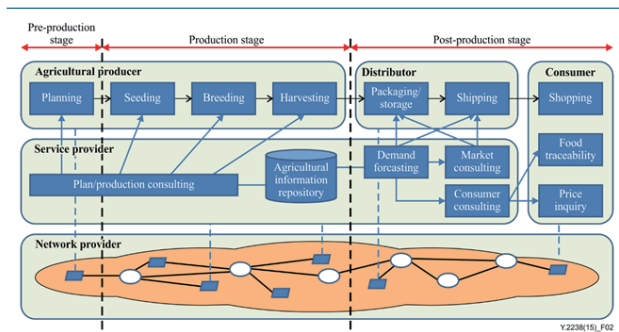 Pre-production
stage
Production stage
Post-production stage
Agricultural producer
Distributor
Consumer
Planning
Seeding
Breeding
Harvesting
Packaging/
storage
Shipping
Shopping
Service provider
Plan/production consulting
Agricultural
information
repository
Demand
forcasting
Market
consulting
Consumer
consulting
Food
traceability
Price
inquiry
Network provider
Y.2238(15)_F02